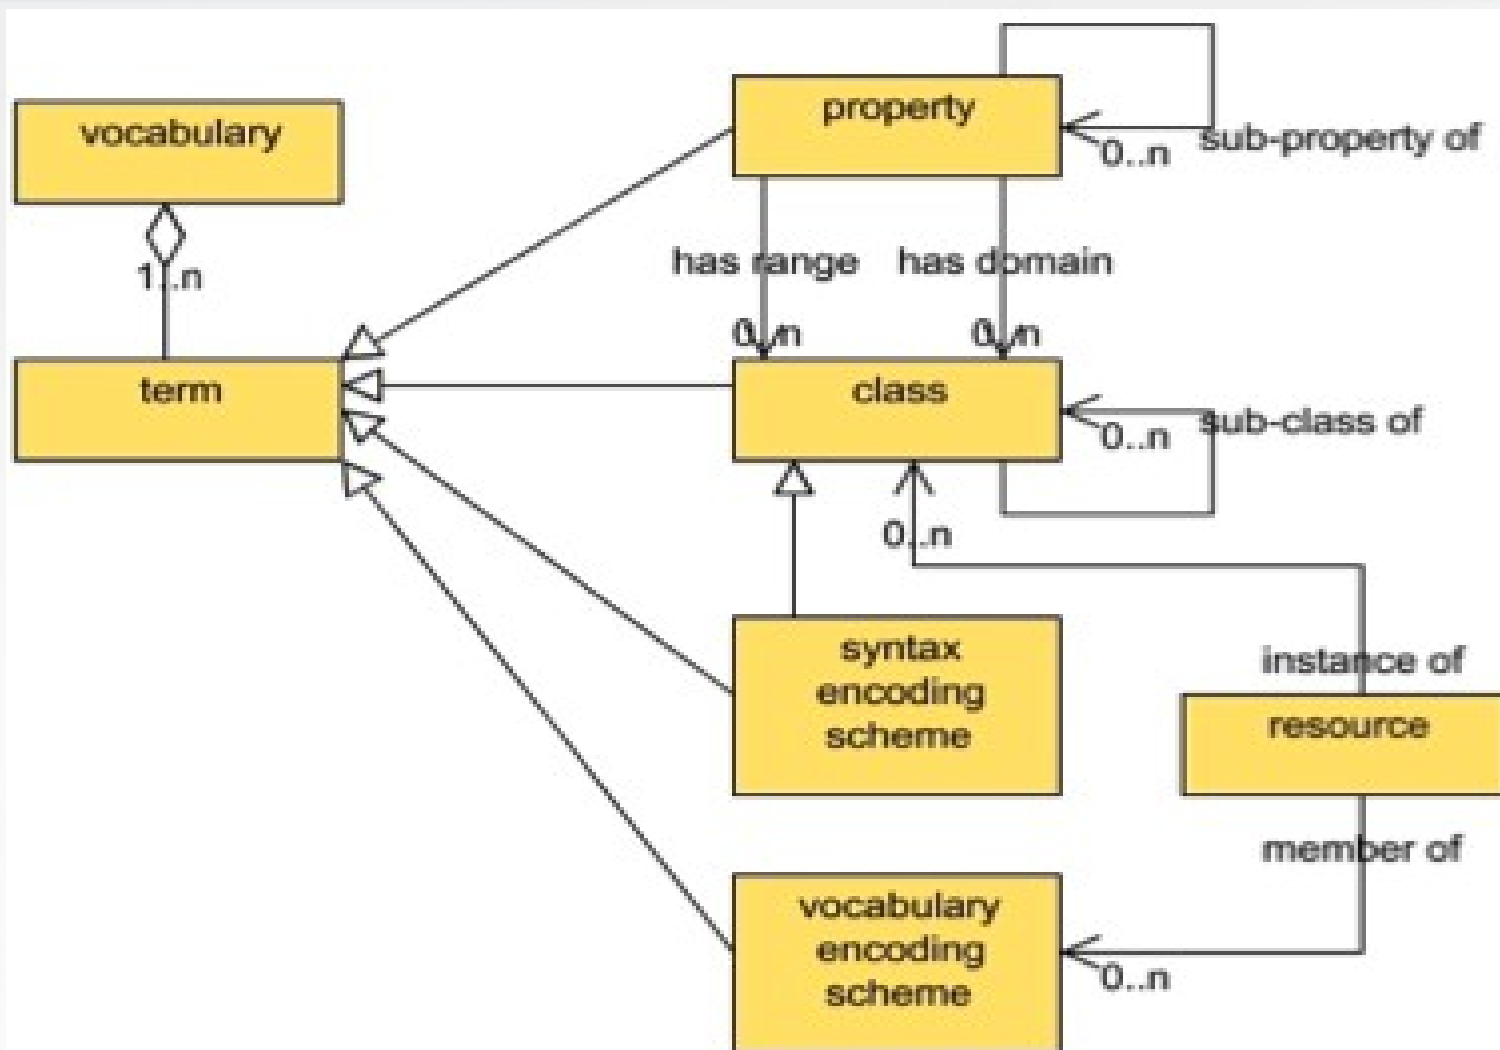 property
vocabulary
0..n
sub-property of
has range
has domain
1..n
0..n
0..n
term
class
0..n
sub-class of
0..n
syntax
encoding
scheme
instance of
resource
member of
vocabulary
encoding
scheme
0..n